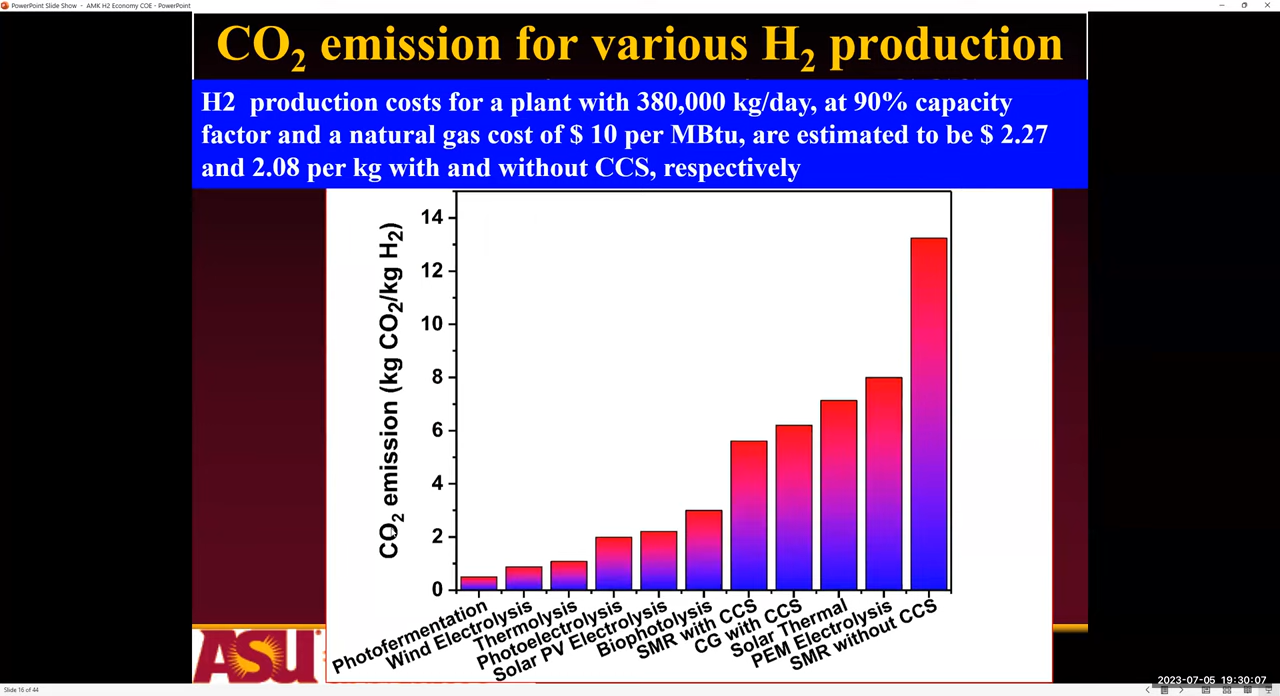 PowerPoint Slide Show - AMK H2 Economy COE - PowerPoint
CO2 emission for various H2 production
H2 production costs for a plant with 380,000 kg/day, at 90% capacity
factor and a natural gas cost of $ 10 per MBtu, are estimated to be $ 2.27
and 2.08 per kg with and without CCS, respectively
CO2 emission (kg CO2/kg H2)
14
12
10
8
6
4
2
0
Photofermentation
Wind Electrolysis
Thermolysis
Photoelectrolysis
Solar PV Electrolysis
Biophotolysis
SMR with CCS
CG with CCS
Solar Thermal
PEM Electrolysis
SMR without CCS
ASU
Slide 16 of 44
2023-07-05 19:30:07